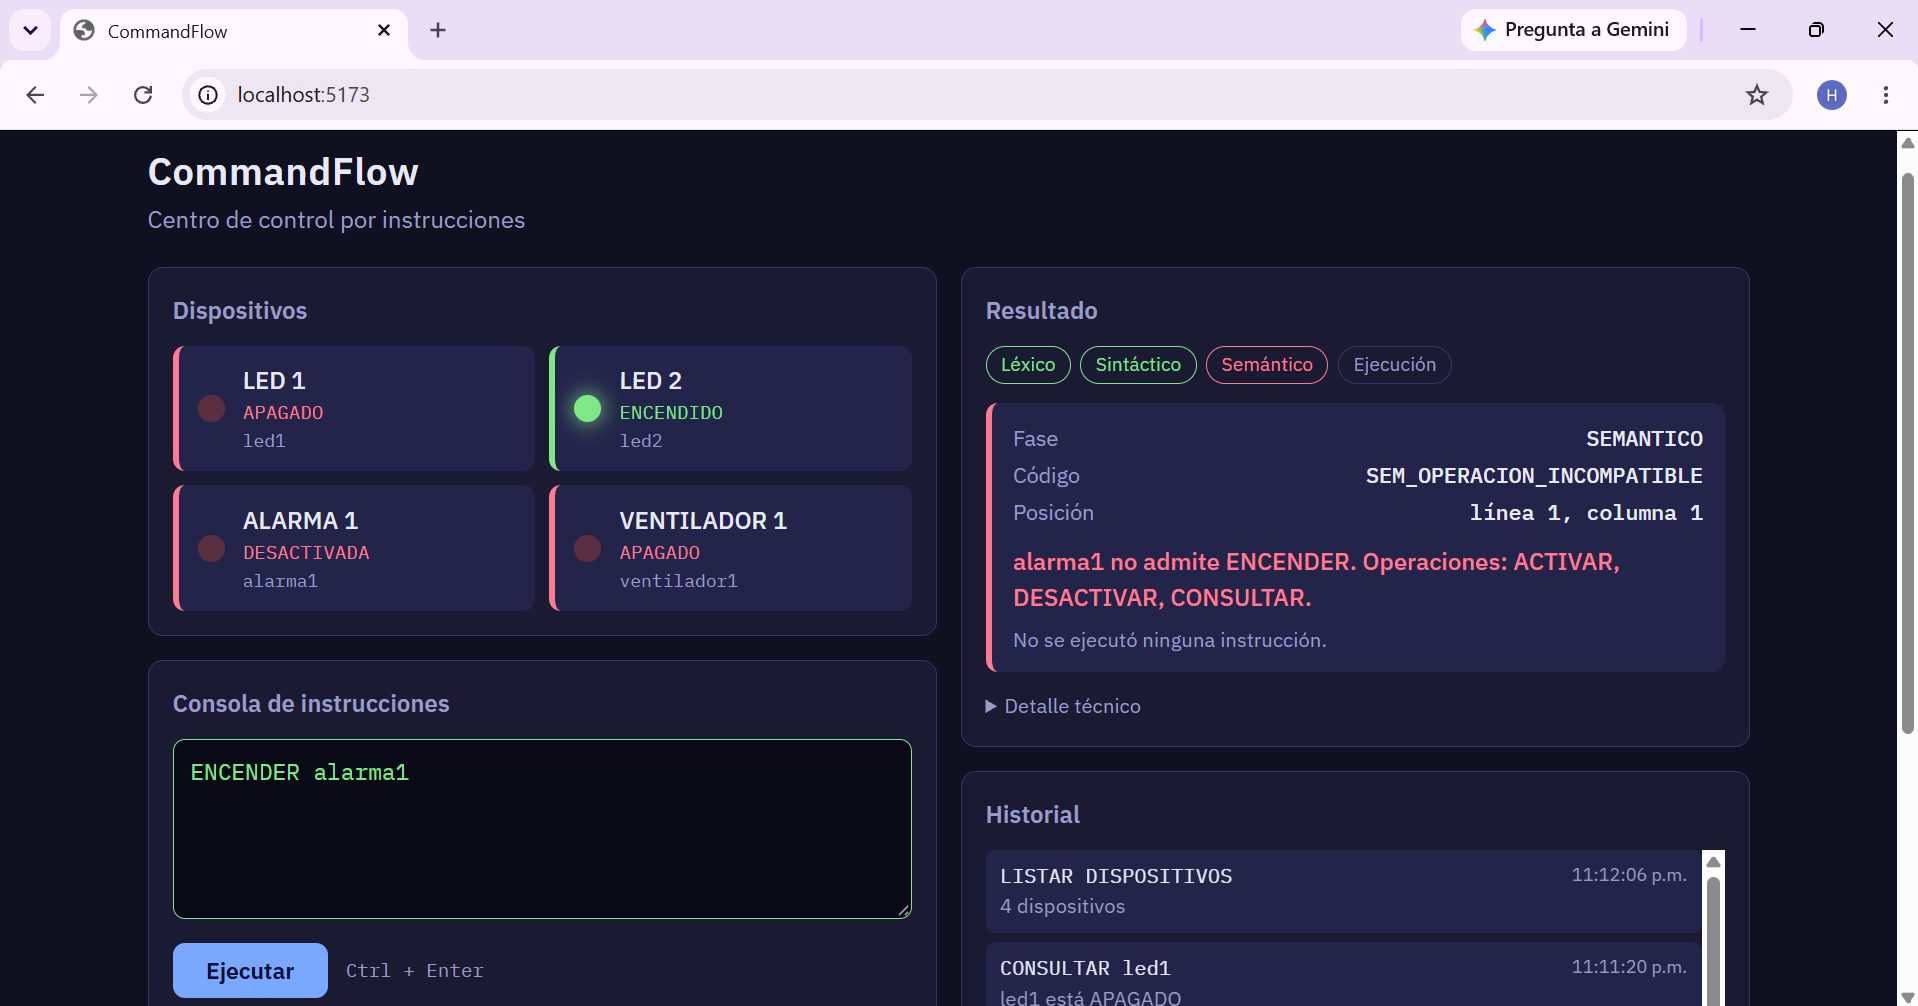 CommandFlow
Pregunta a Gemini
localhost:5173
H
CommandFlow
Centro de control por instrucciones
Dispositivos
LED 1
APAGADO
led1
LED 2
ENCENDIDO
led2
ALARMA 1
DESACTIVADA
alarma1
VENTILADOR 1
APAGADO
ventilador1
Consola de instrucciones
ENCENDER alarma1
Ejecutar
Ctrl + Enter
Resultado
Léxico
Sintáctico
Semántico
Ejecución
Fase SEMANTICO
Código SEM_OPERACION_INCOMPATIBLE
Posición línea 1, columna 1
alarma1 no admite ENCENDER. Operaciones: ACTIVAR,
DESACTIVAR, CONSULTAR.
No se ejecutó ninguna instrucción.
Detalle técnico
Historial
LISTAR DISPOSITIVOS 11:12:06 p.m.
4 dispositivos
CONSULTAR led1 11:11:20 p.m.
led1 está APAGADO